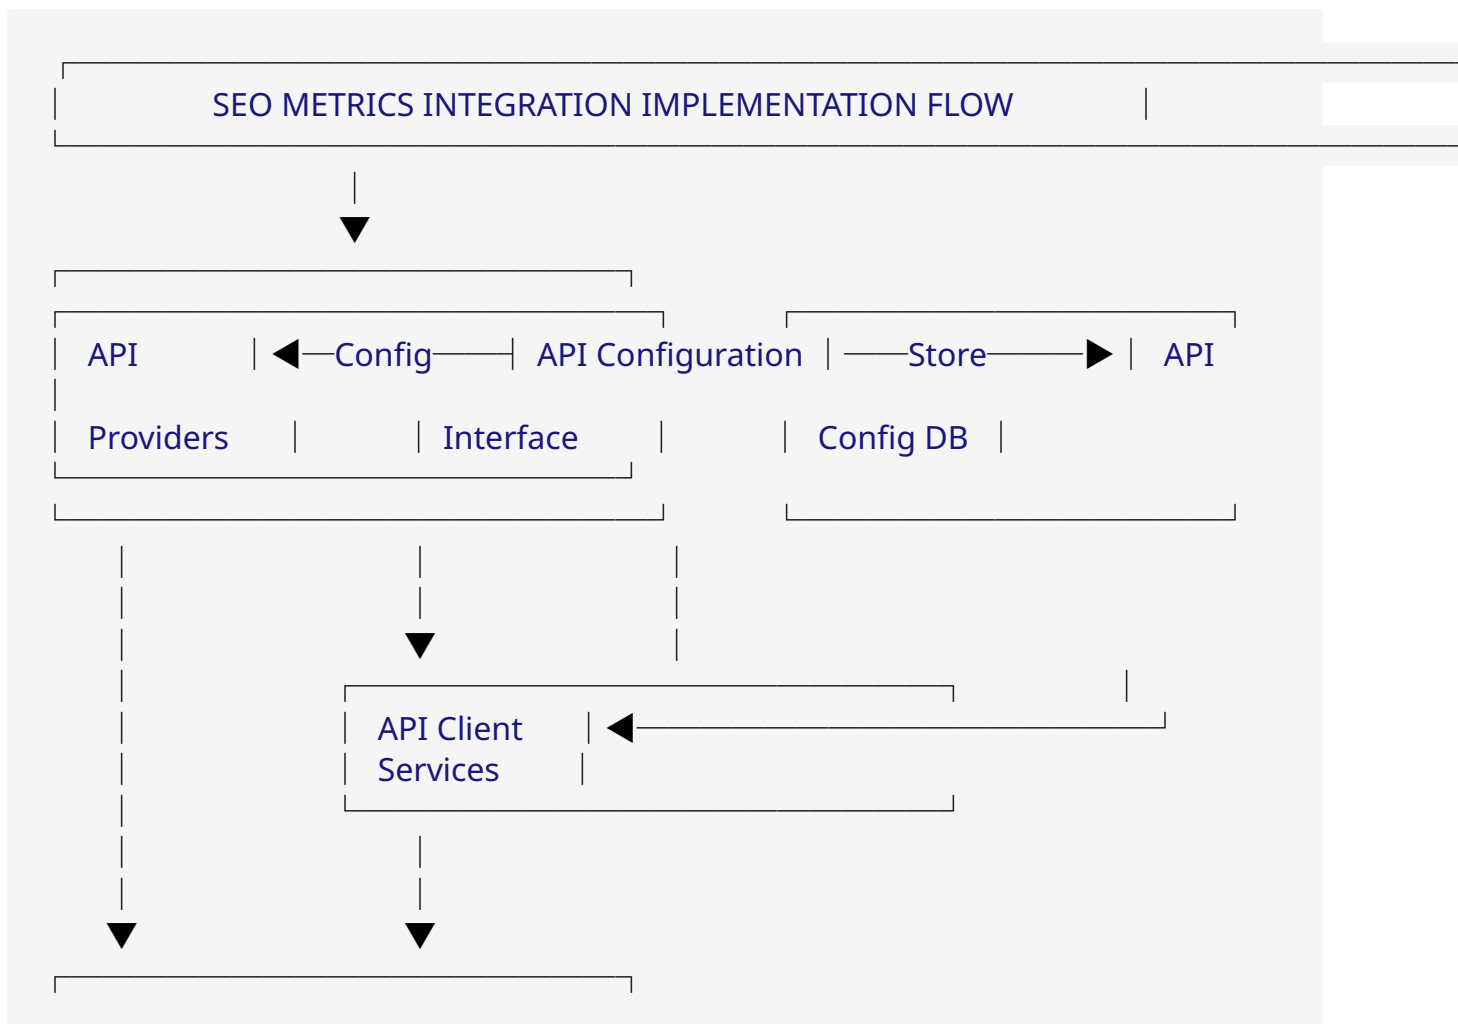 SEO METRICS INTEGRATION IMPLEMENTATION FLOW
API Config API Configuration Store API
Providers Interface Config DB
API Client
Services